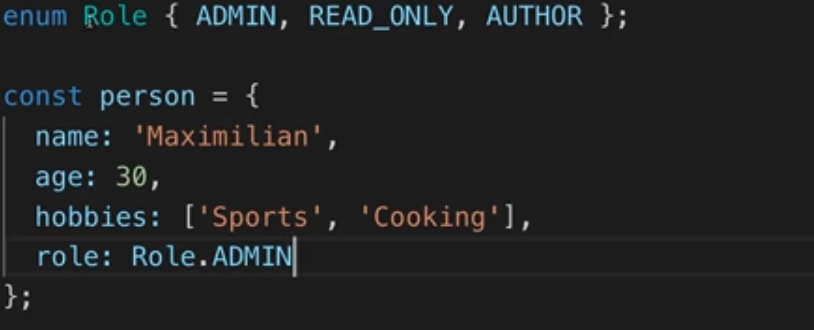 enum Role { ADMIN, READ_ONLY, AUTHOR };
const person = {
name: 'Maximilian',
age: 30,
hobbies: ['Sports', 'Cooking'],
role: Role.ADMIN
};